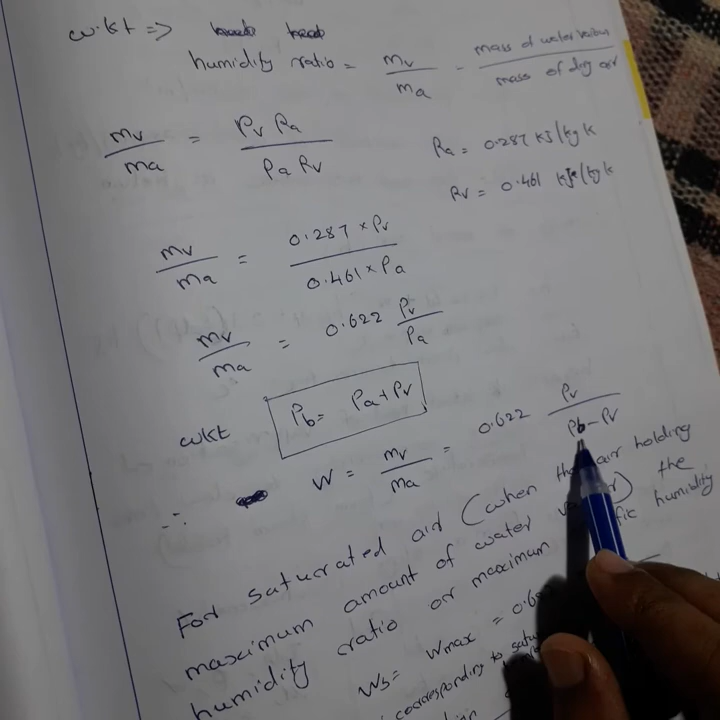 w.k.t ⇒
humidity ratio = mv/ma = mass of water / mass of dry air
mv/ma = Pv Ra / Pa Rv
Ra = 0.287 KJ/kg k
Rv = 0.461 kJ/kg k
mv/ma = 0.287 × Pv / 0.461 × Pa
mv/ma = 0.622 Pv/Pa
wkt Pb = Pa + Pv
∴ W = mv/ma = 0.622 Pv / Pb - Pv
For saturated air (when the air holding
maximum amount of water) the
humidity ratio or maximum humidity
Ws = Wmax =
corresponding to